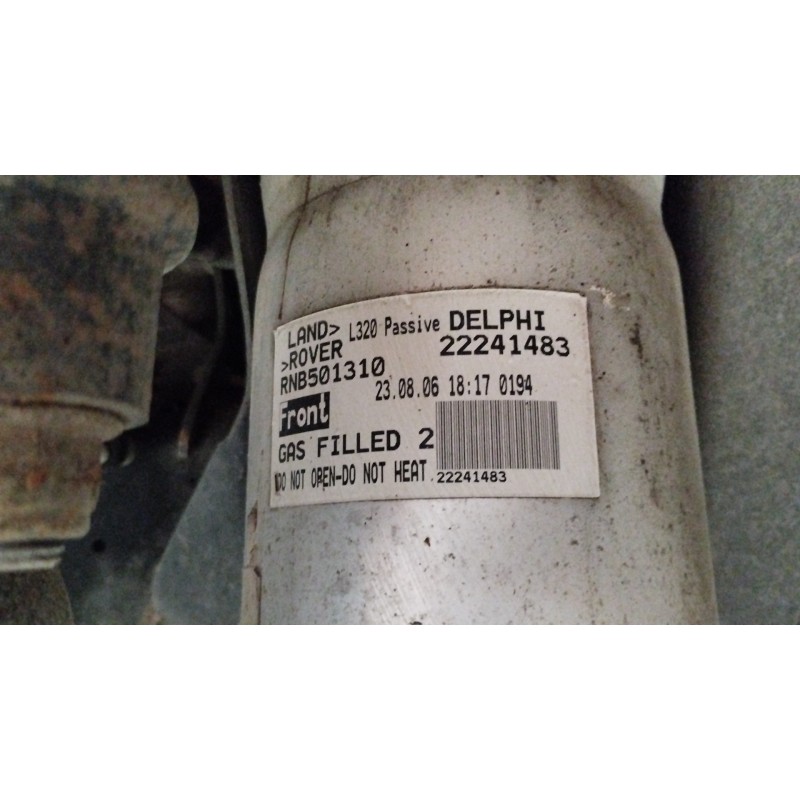 LAND> L320 Passive DELPHI
>ROVER 22241483
RNB501310
23.08.06 18:17 0194
Front
GAS FILLED 2
DO NOT OPEN-DO NOT HEAT 22241483